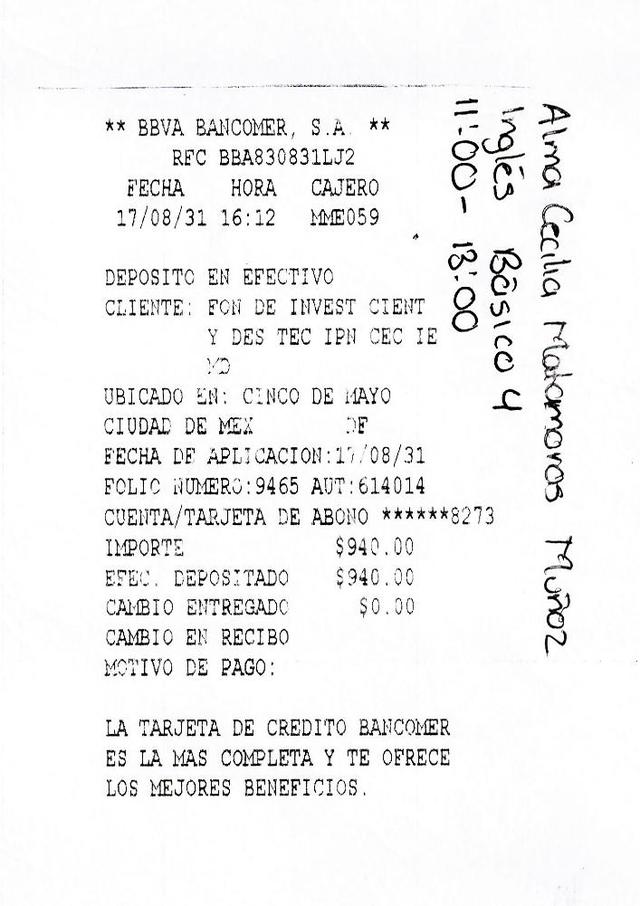 ** BBVA BANCOMER, S.A. **
RFC BBA830831LJ2
FECHA HORA CAJERO
17/08/31 16:12 MME059
DEPOSITO EN EFECTIVO
CLIENTE: FON DE INVEST CIENT
Y DES TEC IPN CEC IE
MD
UBICADO EN: CINCO DE MAYO
CIUDAD DE MEX DF
FECHA DE APLICACION:17/08/31
FOLIO NUMERO:9465 AUT:614014
CUENTA/TARJETA DE ABONO ******8273
IMPORTE $940.00
EFEC. DEPOSITADO $940.00
CAMBIO ENTREGADO $0.00
CAMBIO EN RECIBO
MOTIVO DE PAGO:
LA TARJETA DE CREDITO BANCOMER
ES LA MAS COMPLETA Y TE OFRECE
LOS MEJORES BENEFICIOS.
Alma Cecilia Matamoros Muñoz
Inglés Básico 4
11:00 - 13:00